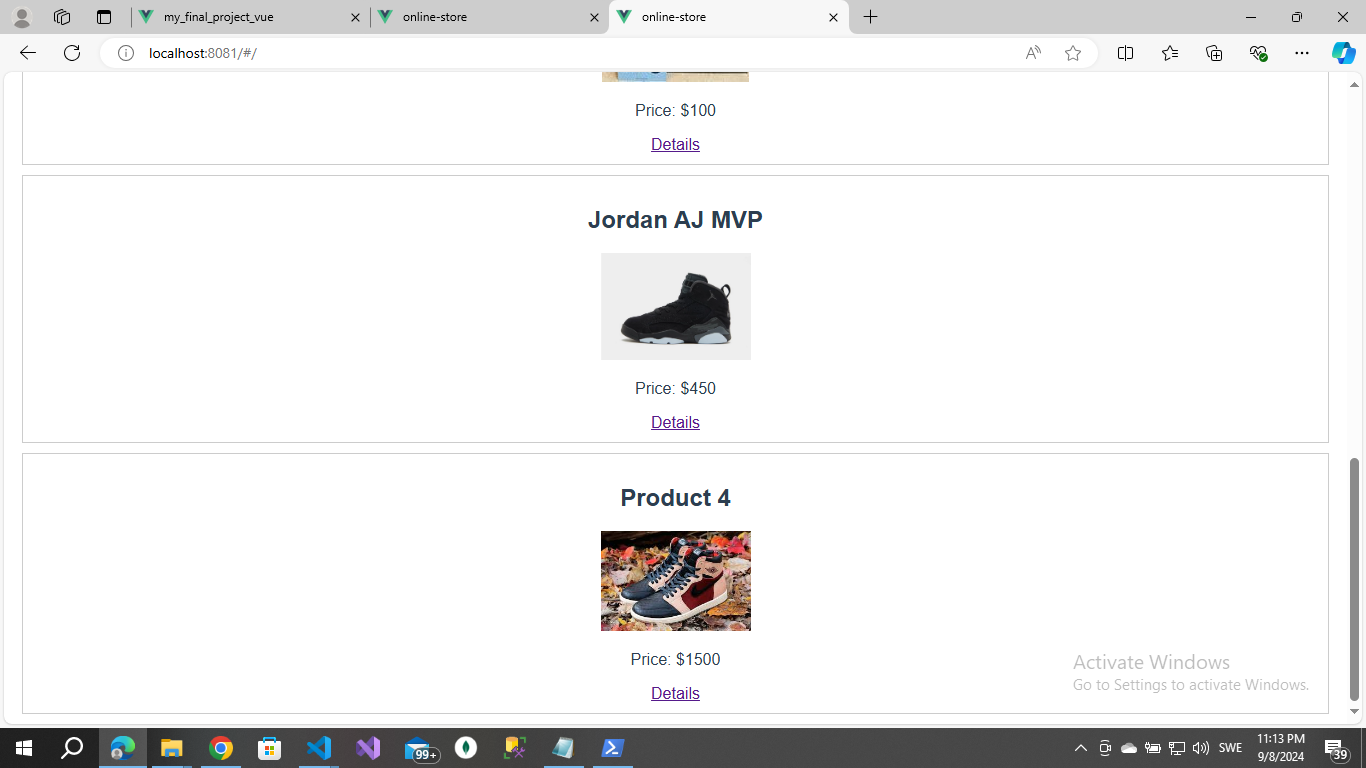 my_final_project_vue
online-store
online-store
localhost:8081/#/
Price: $100
Details
Jordan AJ MVP
Price: $450
Details
Product 4
Price: $1500
Details
Activate Windows
Go to Settings to activate Windows.
99+
SWE
11:13 PM
9/8/2024
39